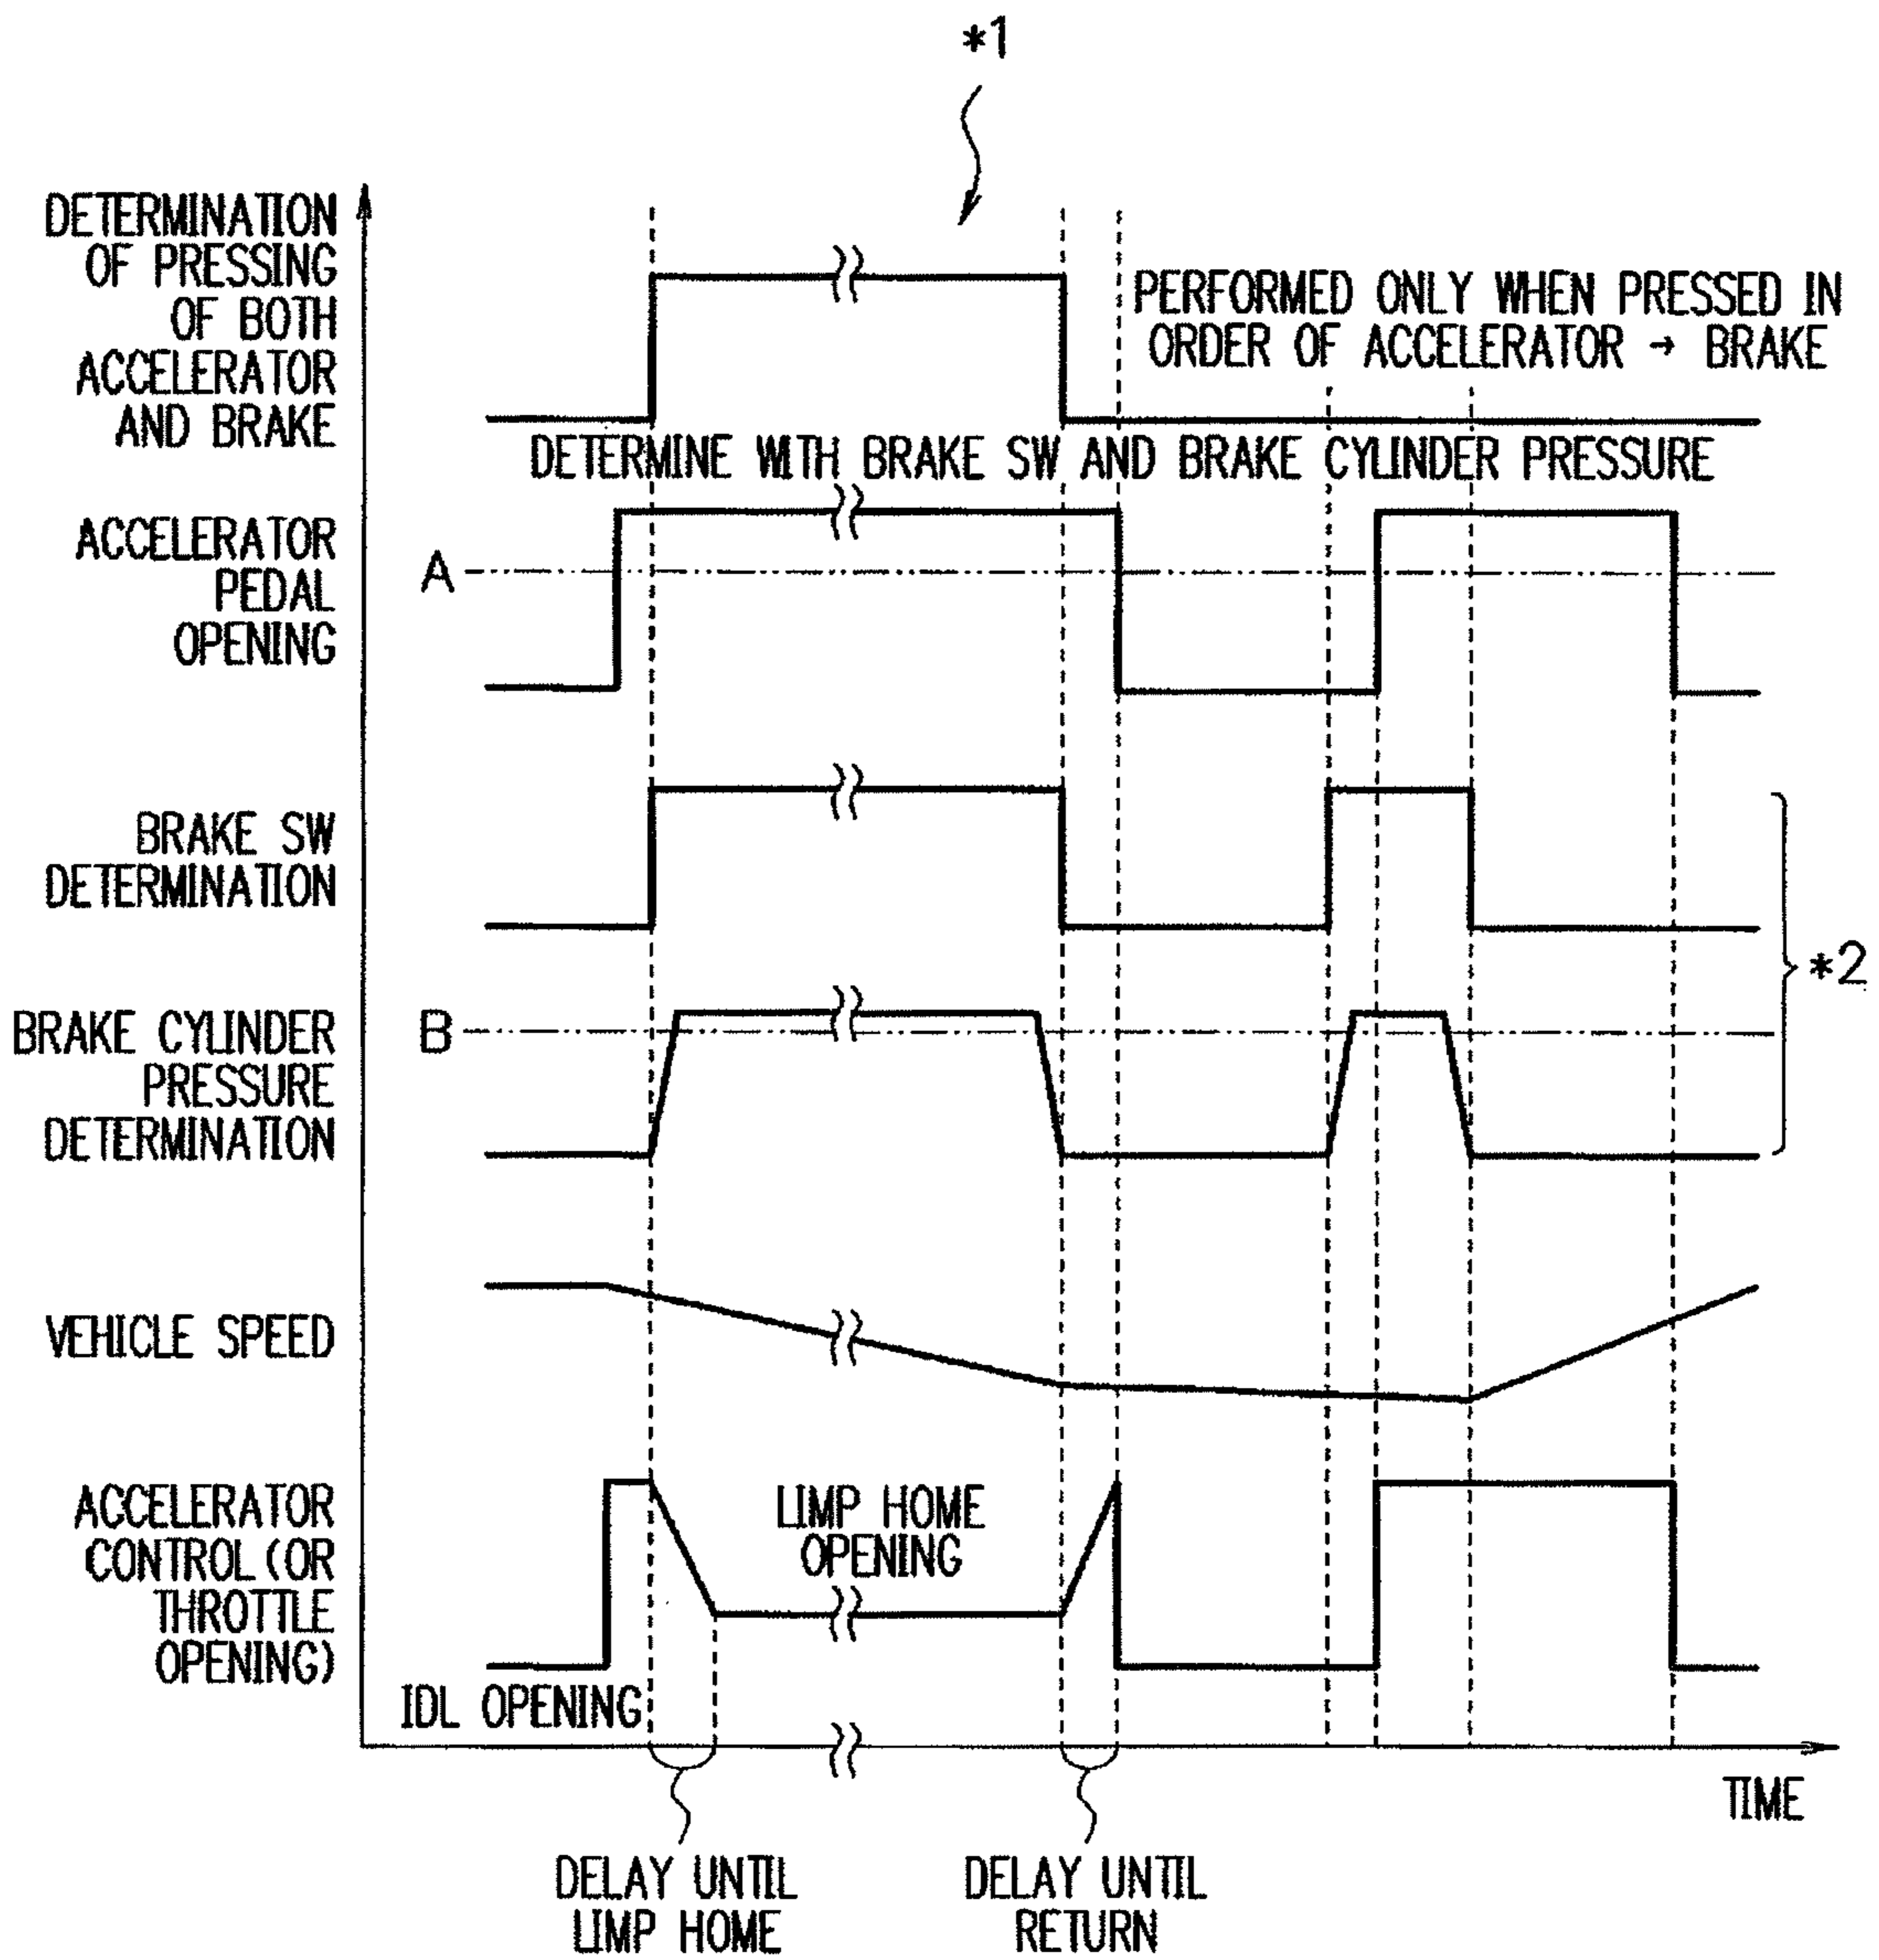 *1
DETERMINATION
OF PRESSING
OF BOTH
ACCELERATOR
AND BRAKE
PERFORMED ONLY WHEN PRESSED IN
ORDER OF ACCELERATOR → BRAKE
DETERMINE WITH BRAKE SW AND BRAKE CYLINDER PRESSURE
ACCELERATOR
PEDAL
OPENING
A
BRAKE SW
DETERMINATION
*2
BRAKE CYLINDER
PRESSURE
DETERMINATION
B
VEHICLE SPEED
ACCELERATOR
CONTROL (OR
THROTTLE
OPENING)
LIMP HOME
OPENING
IDL OPENING
TIME
DELAY UNTIL
LIMP HOME
DELAY UNTIL
RETURN